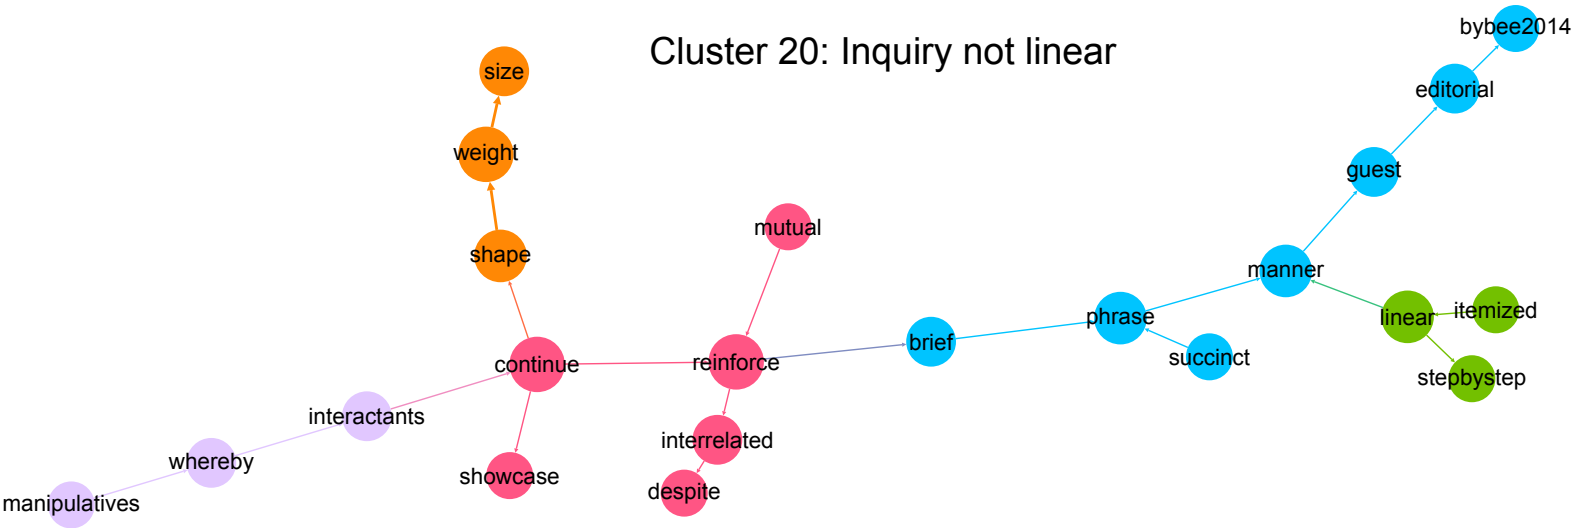 Cluster 20: Inquiry not linear
bybee2014
size
editorial
weight
guest
mutual
shape
manner
linear
itemized
phrase
brief
succinct
continue
reinforce
stepbystep
interactants
interrelated
whereby
showcase
despite
manipulatives